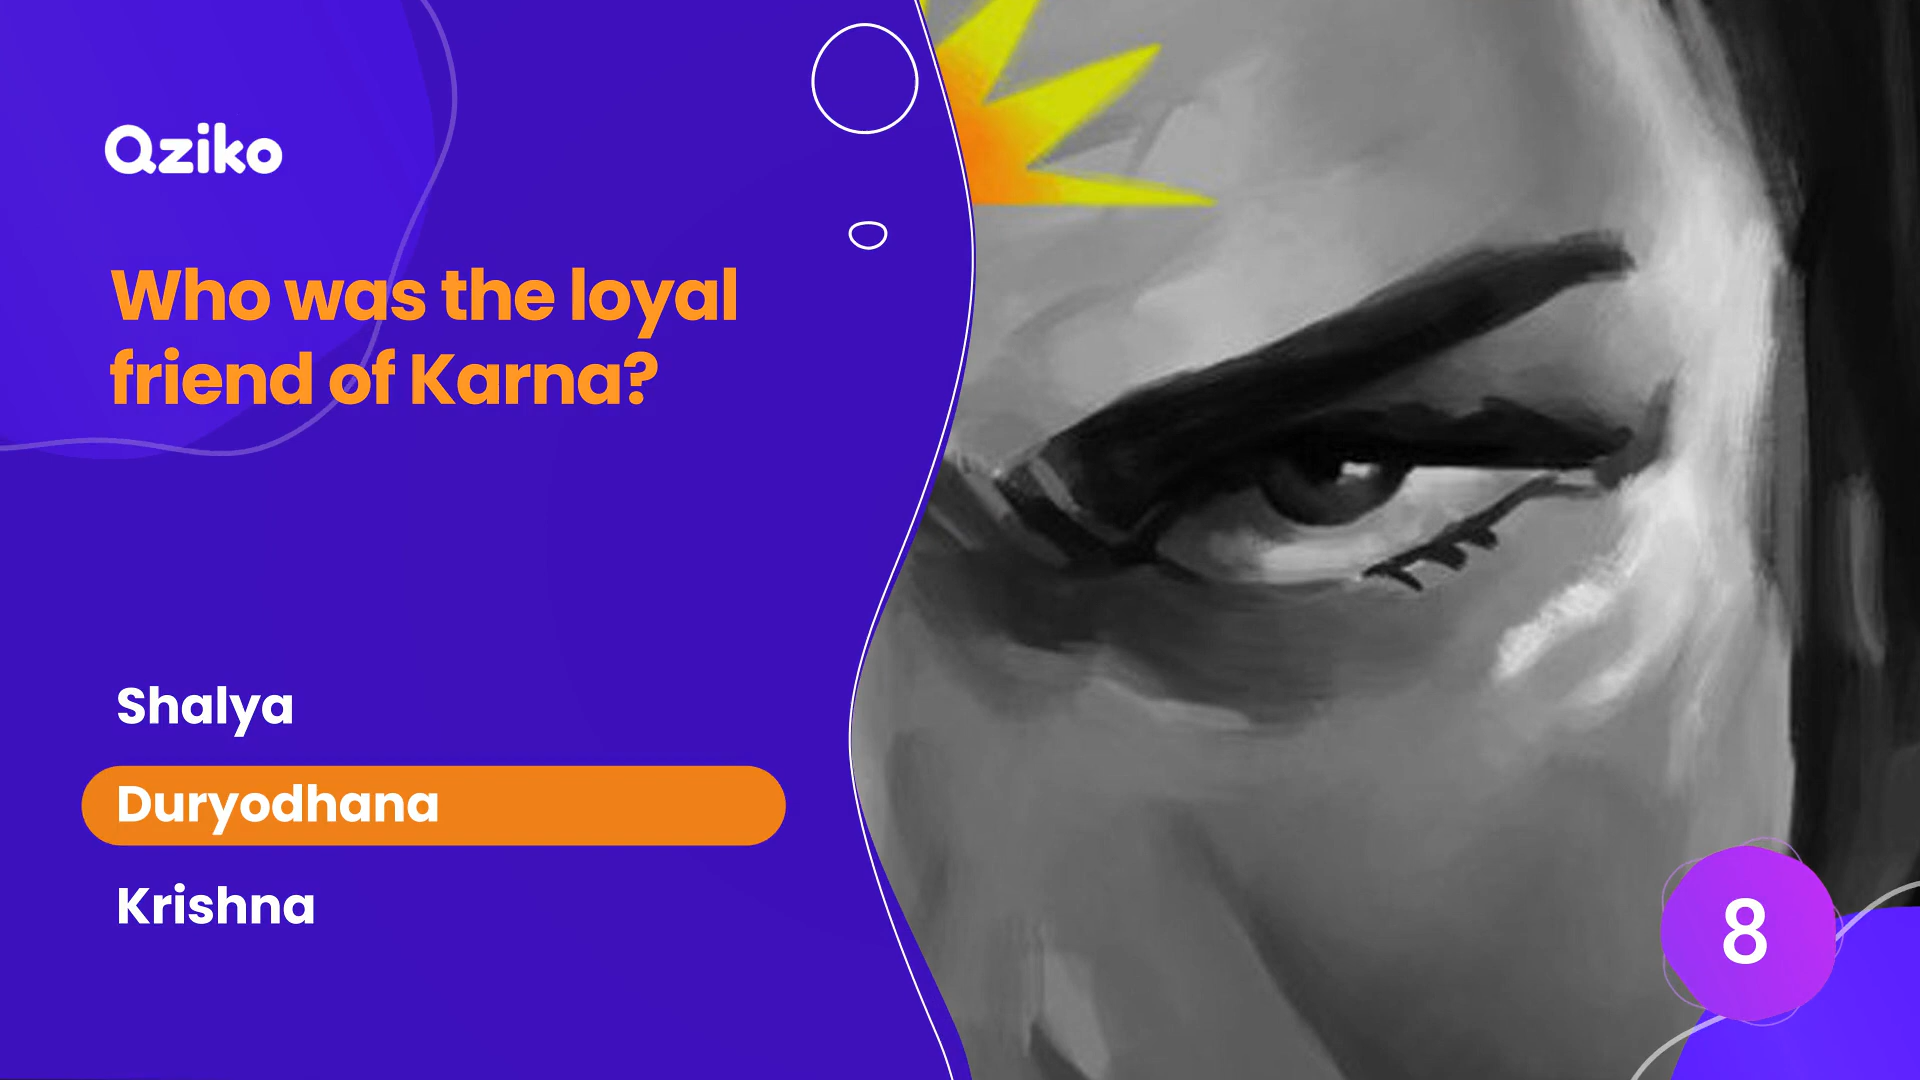 Qziko
Who was the loyal
friend of Karna?
Shalya
Duryodhana
Krishna
8